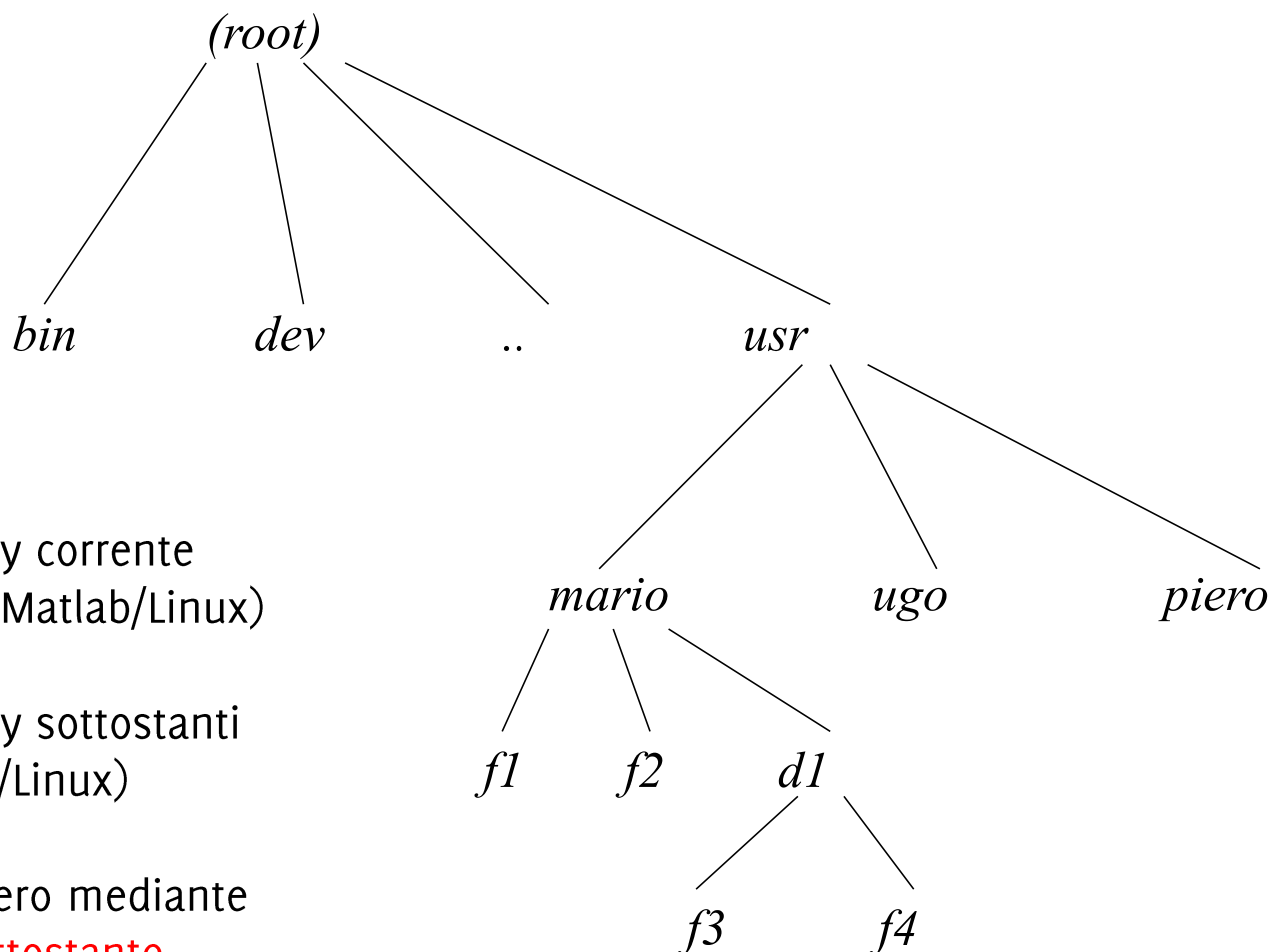 (root)
bin dev .. usr
y corrente
Matlab/Linux)
mario ugo piero
y sottostanti
/Linux)
f1 f2 d1
ero mediante
f3 f4